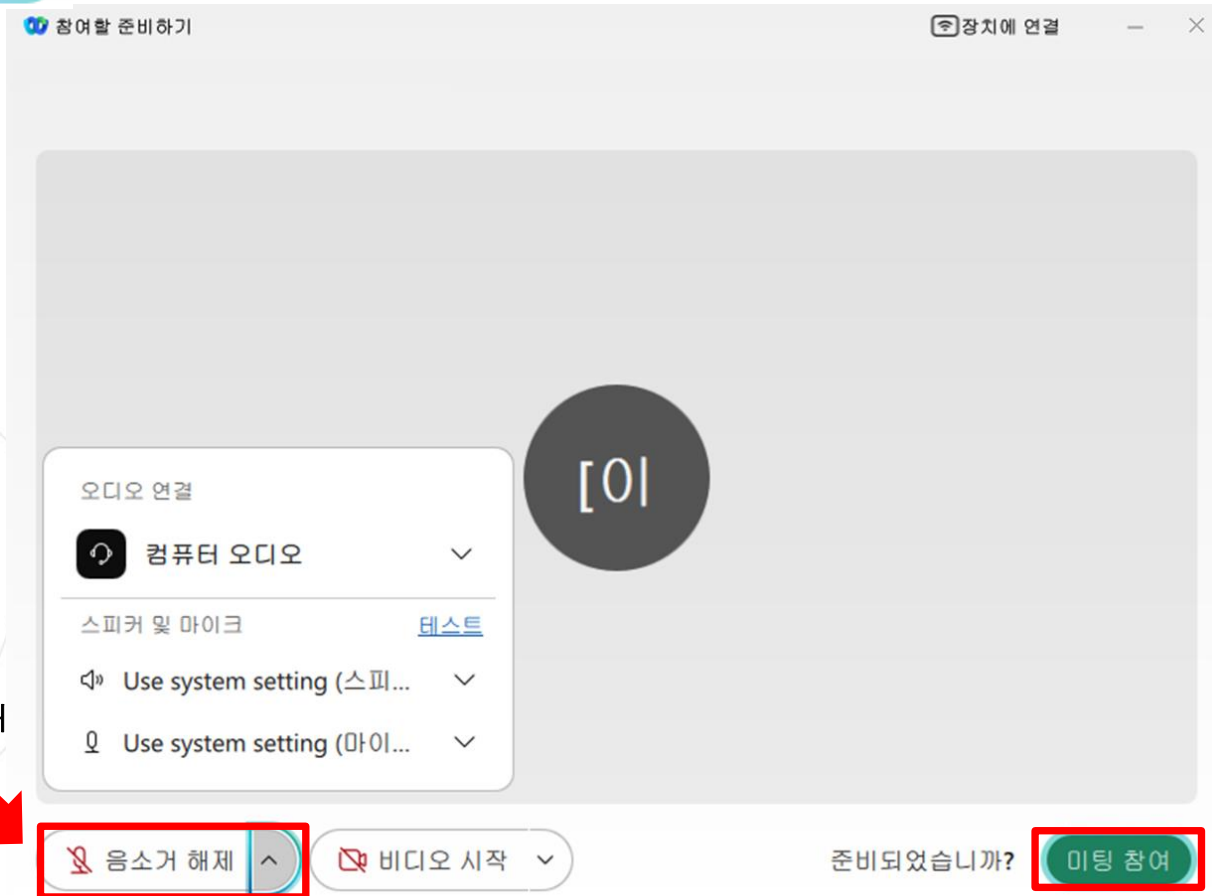 참여할 준비하기
장치에 연결
[이
오디오 연결
컴퓨터 오디오
스피커 및 마이크 테스트
Use system setting (스피...
Use system setting (마이...
음소거 해제
비디오 시작
준비되었습니까?
미팅 참여